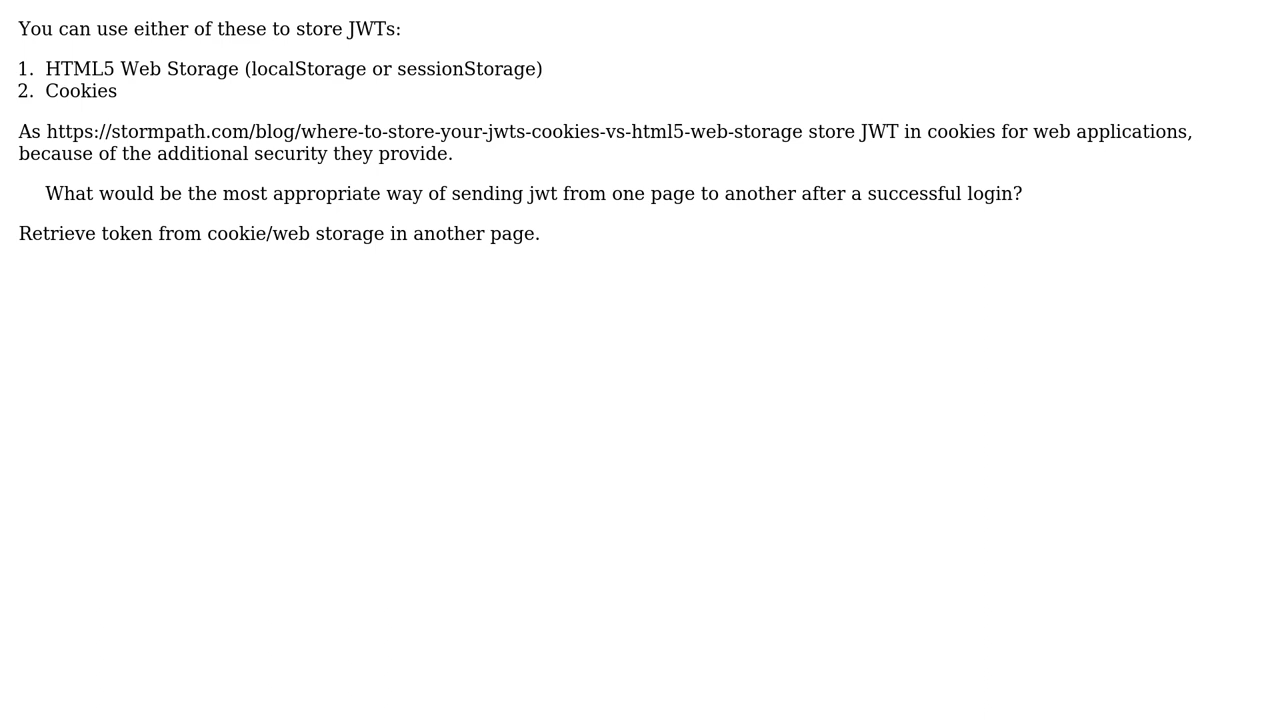 You can use either of these to store JWTs:
1. HTML5 Web Storage (localStorage or sessionStorage)
2. Cookies
As https://stormpath.com/blog/where-to-store-your-jwts-cookies-vs-html5-web-storage store JWT in cookies for web applications,
because of the additional security they provide.
What would be the most appropriate way of sending jwt from one page to another after a successful login?
Retrieve token from cookie/web storage in another page.